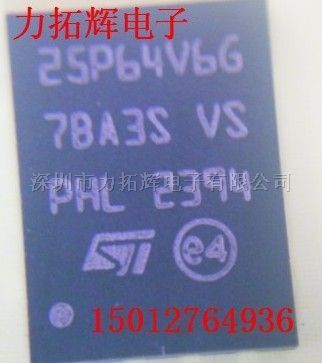 力拓辉电子
25P64V6G
7BA3S VS
深圳市力拓辉电子有限公司
PHL 2394
ST e4
15012764936